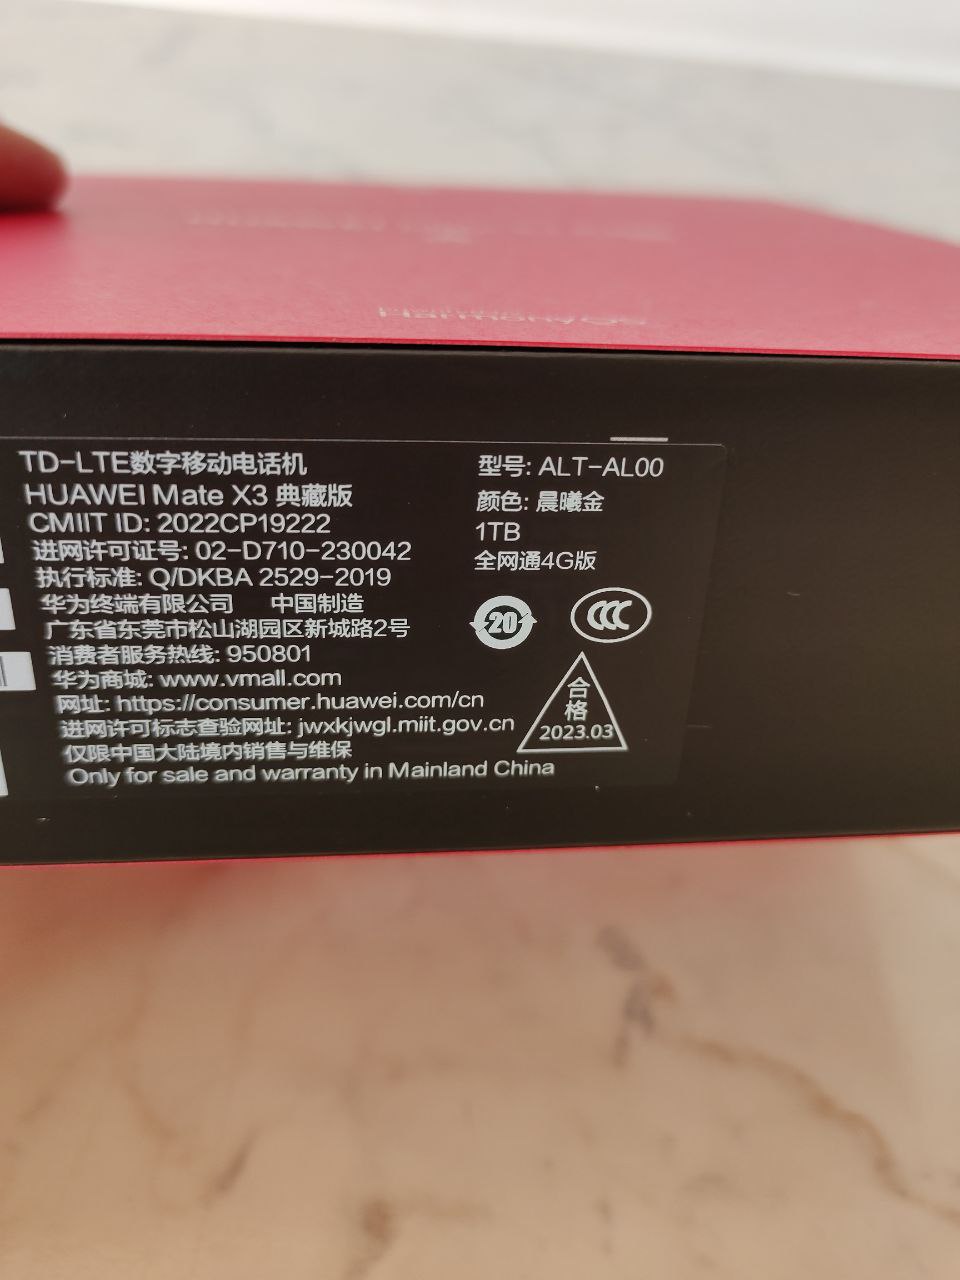 HarmonyOS
TD-LTE数字移动电话机
HUAWEI Mate X3 典藏版
CMIIT ID: 2022CP19222
进网许可证号: 02-D710-230042
执行标准: Q/DKBA 2529-2019
华为终端有限公司 中国制造
广东省东莞市松山湖园区新城路2号
消费者服务热线: 950801
华为商城: www.vmall.com
网址: https://consumer.huawei.com/cn
进网许可标志查验网址: jwxkjwgl.miit.gov.cn
仅限中国大陆境内销售与维保
Only for sale and warranty in Mainland China
型号: ALT-AL00
颜色: 晨曦金
1TB
全网通4G版
20
CCC
合
格
2023.03